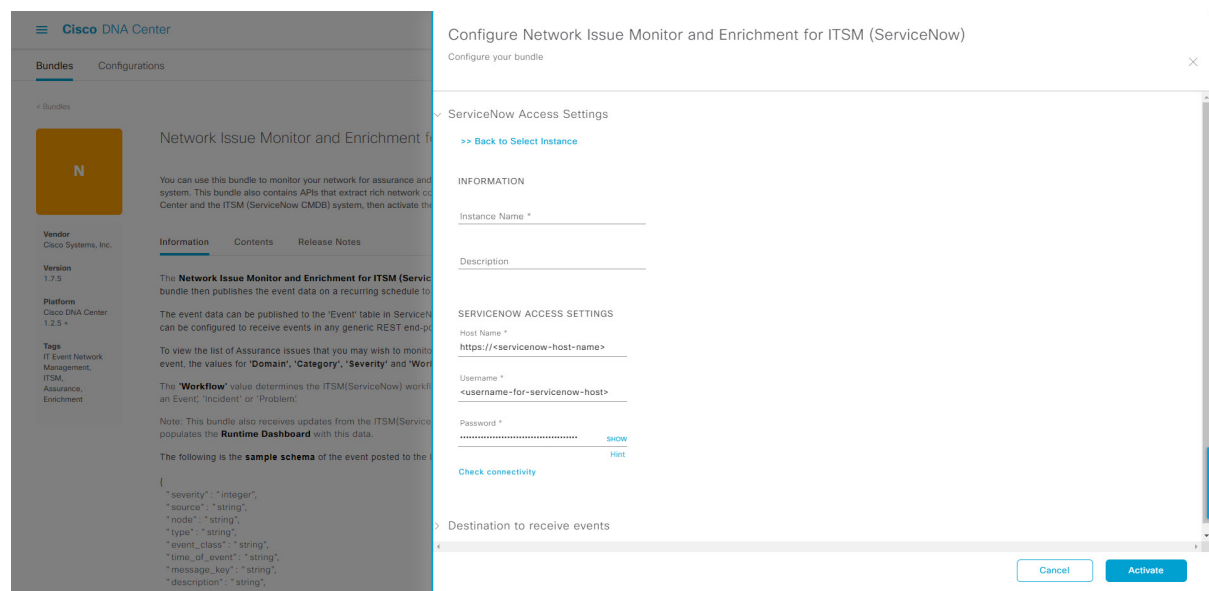 Cisco DNA Center
Bundles Configurations
< Bundles
N
Vendor
Cisco Systems, Inc.
Version
1.7.5
Platform
Cisco DNA Center
1.2.5 +
Tags
IT Event Network
Management,
ITSM,
Assurance,
Enrichment
Network Issue Monitor and Enrichment
You can use this bundle to monitor your network for assurance and
system. This bundle also contains APIs that extract rich network
Center and the ITSM (ServiceNow CMDB) system, then activate
Information Contents Release Notes
The Network Issue Monitor and Enrichment for ITSM
bundle then publishes the event data on a recurring schedule to
The event data can be published to the 'Event' table in
can be configured to receive events in any generic REST
To view the list of Assurance issues that you may wish to
event, the values for 'Domain', 'Category', 'Severity' and
The 'Workflow' value determines the ITSM(ServiceNow)
an Event', 'Incident' or 'Problem'.
Note: This bundle also receives updates from the
populates the Runtime Dashboard with this data.
The following is the sample schema of the event posted to the
{
"severity" : "integer",
"source" : "string",
"node" : "string",
"type" : "string",
"event_class" : "string",
"time_of_event" : "string",
"message_key" : "string",
"description" : "string",
Configure Network Issue Monitor and Enrichment for ITSM (ServiceNow)
Configure your bundle
ServiceNow Access Settings
>> Back to Select Instance
INFORMATION
Instance Name *
Description
SERVICENOW ACCESS SETTINGS
Host Name *
https://<servicenow-host-name>
Username *
<username-for-servicenow-host>
Password *
SHOW
Hint
Check connectivity
Destination to receive events
Cancel Activate